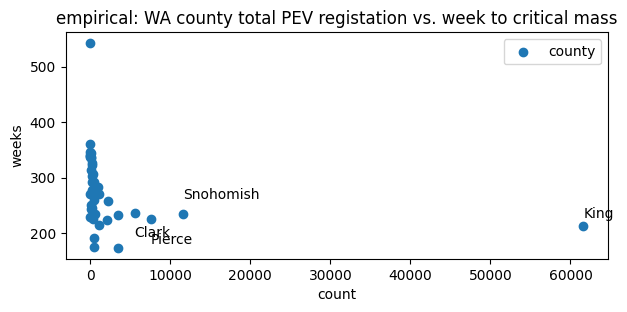 empirical: WA county total PEV registation vs. week to critical mass
county
500
400
300
200
weeks
Snohomish
King
Clark
Pierce
0
10000
20000
30000
40000
50000
60000
count